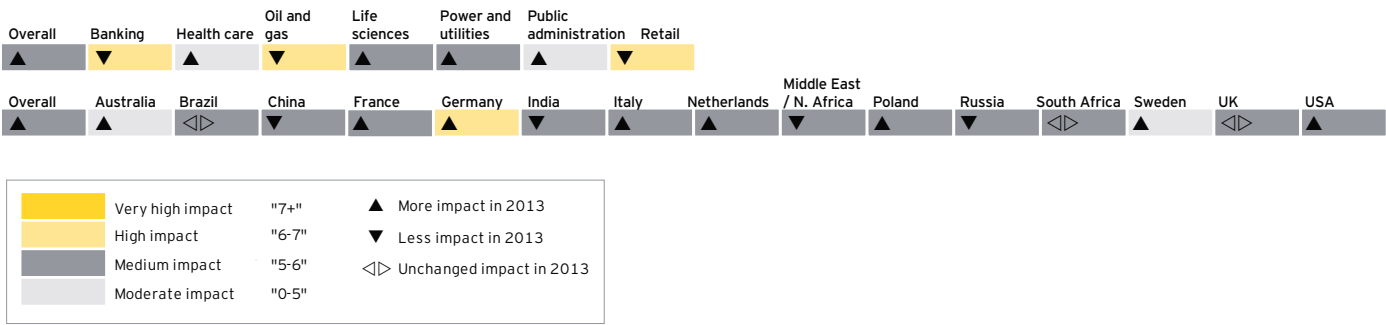 Overall Banking Health care Oil and gas Life sciences Power and utilities Public administration Retail
▲ ▼ ▲ ▼ ▲ ▲ ▲ ▼
Overall Australia Brazil China France Germany India Italy Netherlands Middle East / N. Africa Poland Russia South Africa Sweden UK USA
▲ ▲ ◁▷ ▼ ▲ ▲ ▼ ▲ ▲ ▼ ▲ ▼ ◁▷ ▲ ◁▷ ▲
Very high impact "7+" ▲ More impact in 2013
High impact "6-7" ▼ Less impact in 2013
Medium impact "5-6" ◁▷ Unchanged impact in 2013
Moderate impact "0-5"